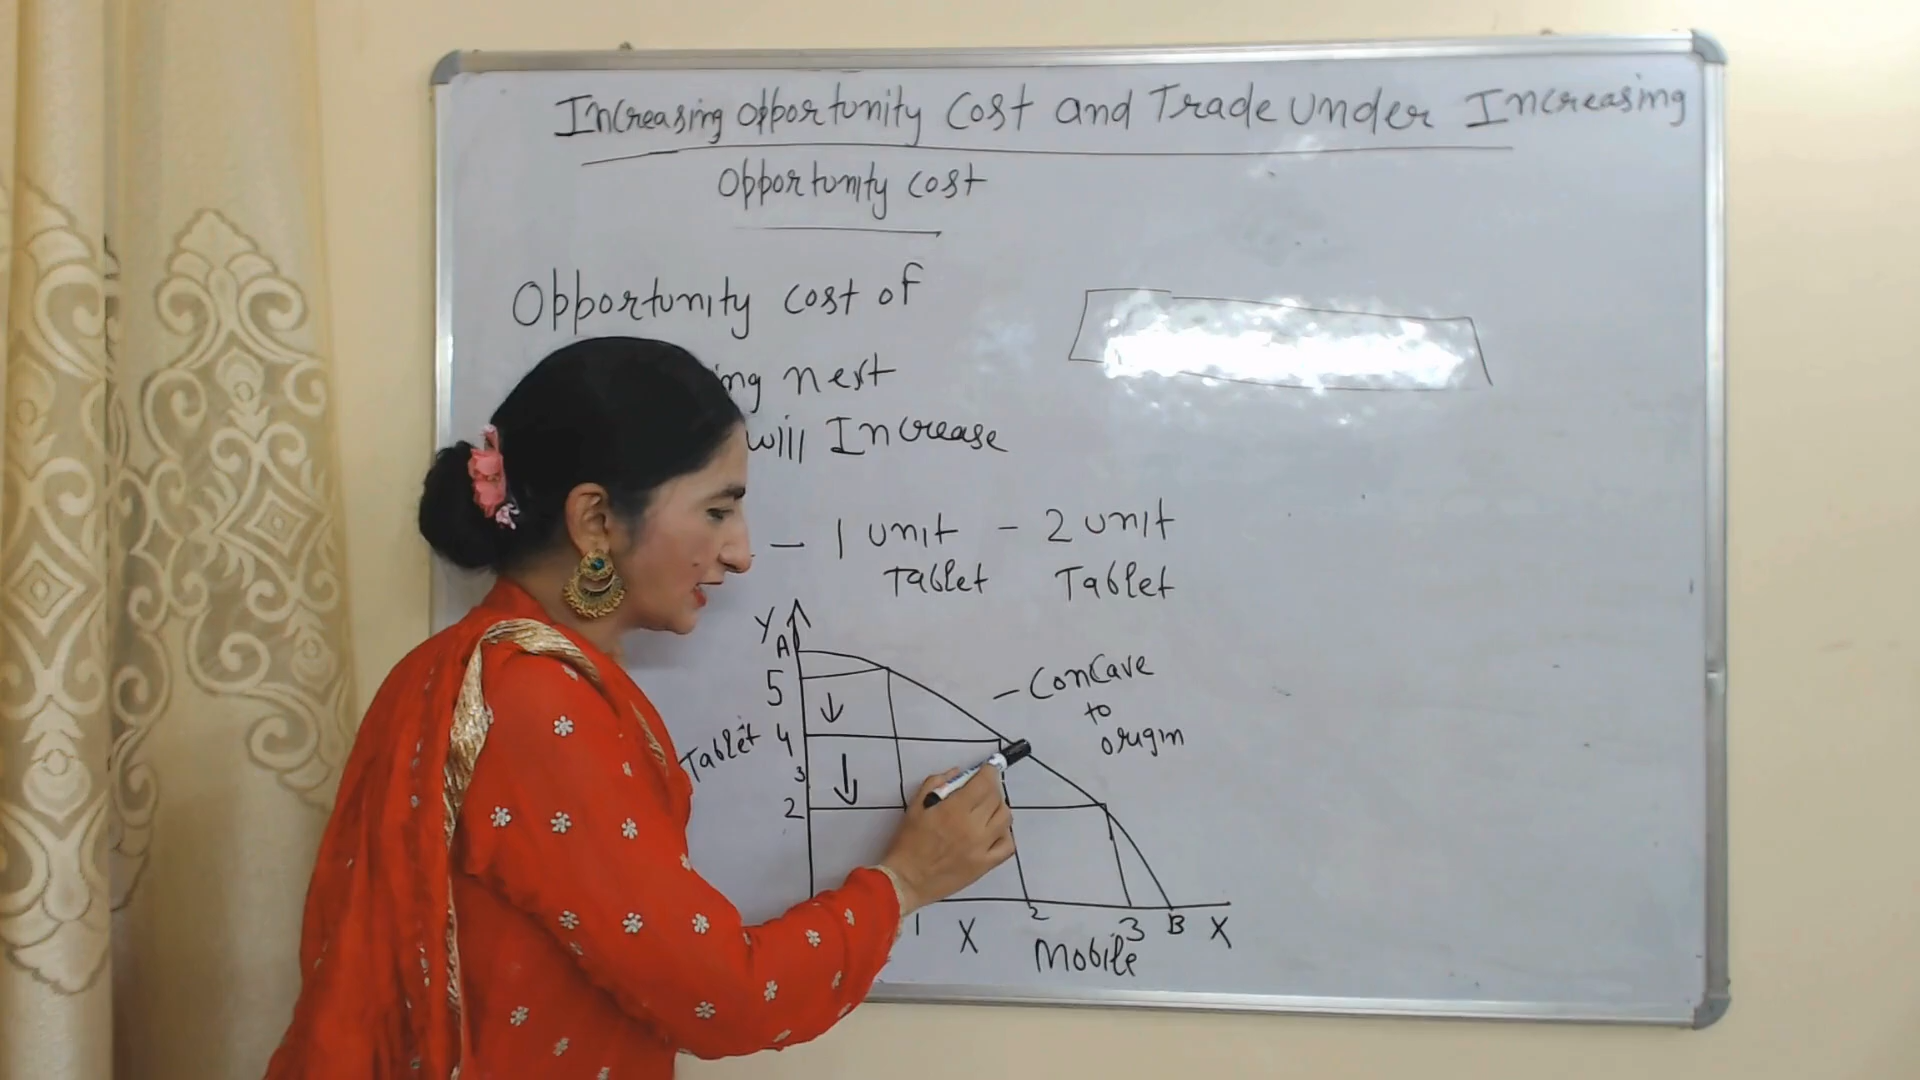 Increasing opportunity cost and Trade under Increasing
opportunity cost
Opportunity cost of
next
will Increase
– 1 unit – 2 unit
Tablet Tablet
Y
A
5
4
3
2
Tablet
– Concave
to
origin
1 2 3 B X
X
Mobile